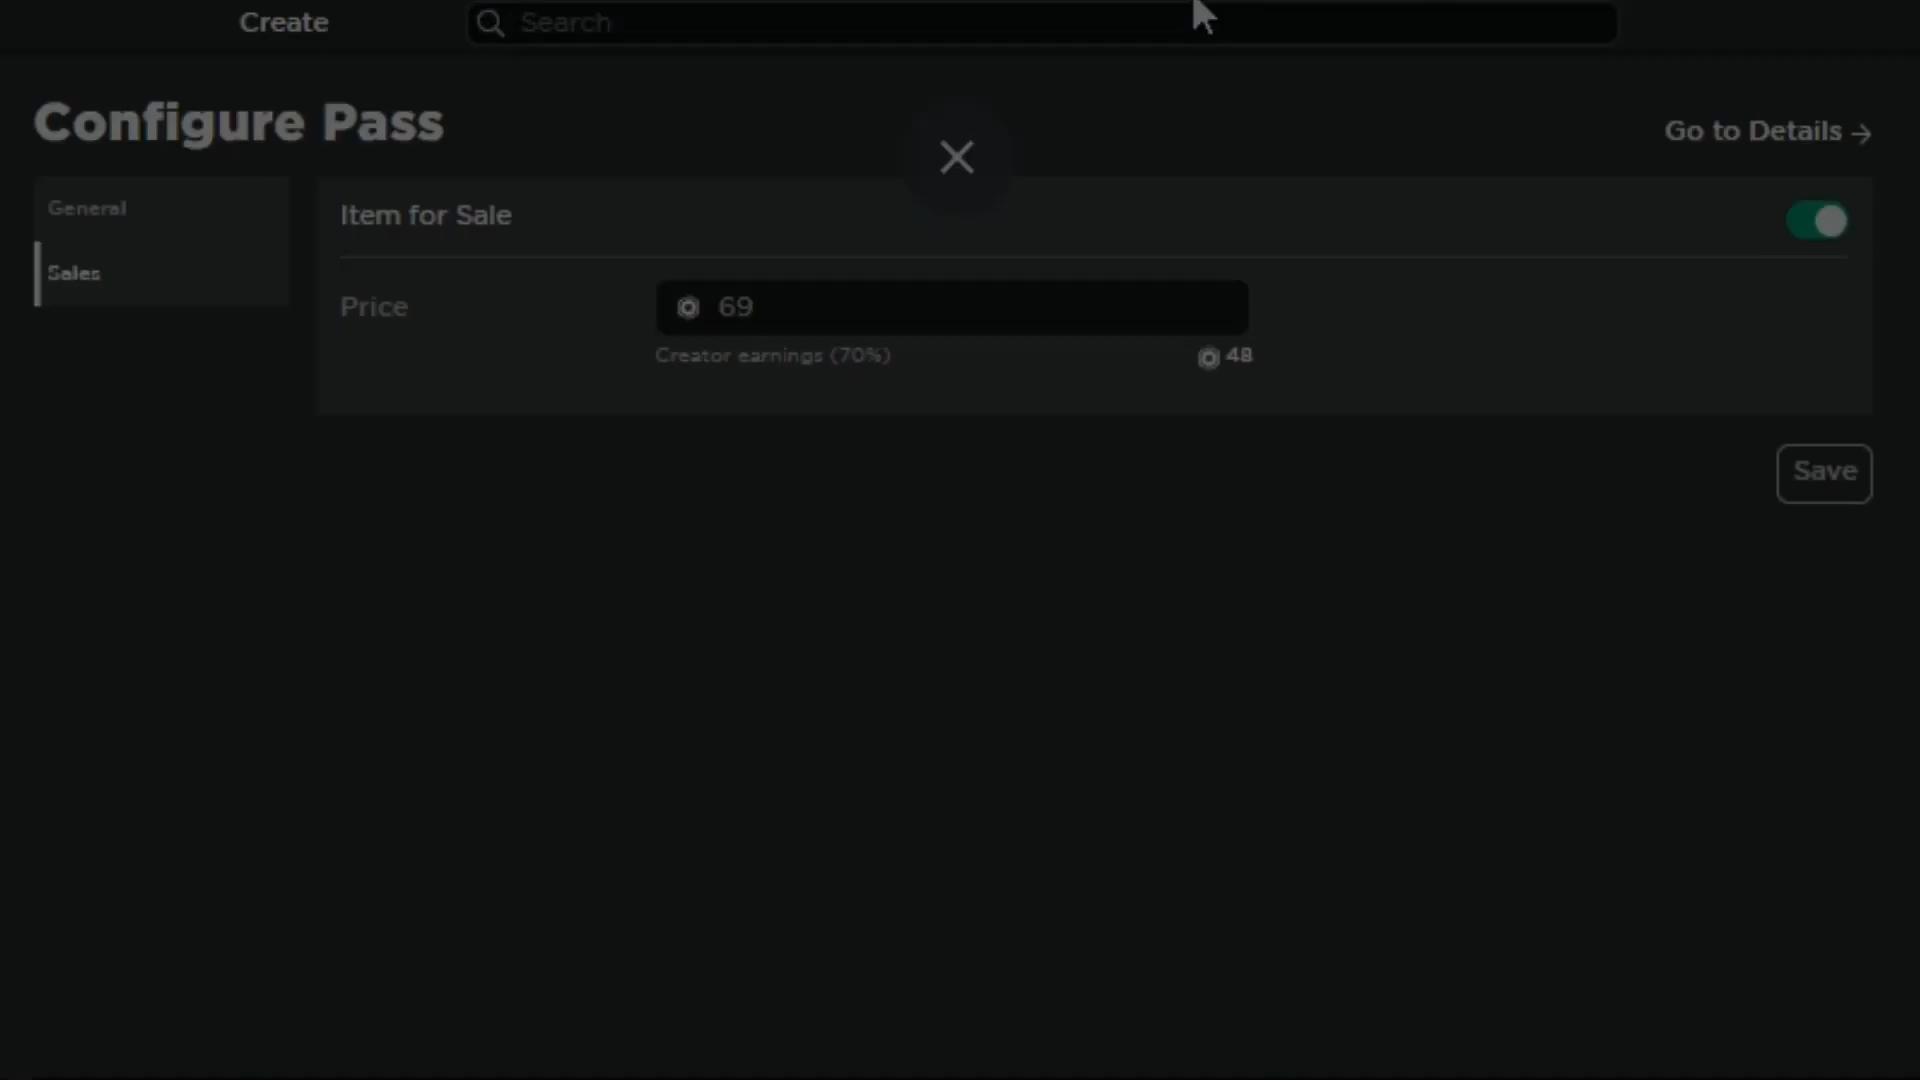 Create
Search
Configure Pass
Go to Details
General
Item for Sale
Sales
Price
69
Creator earnings (70%)
48
Save